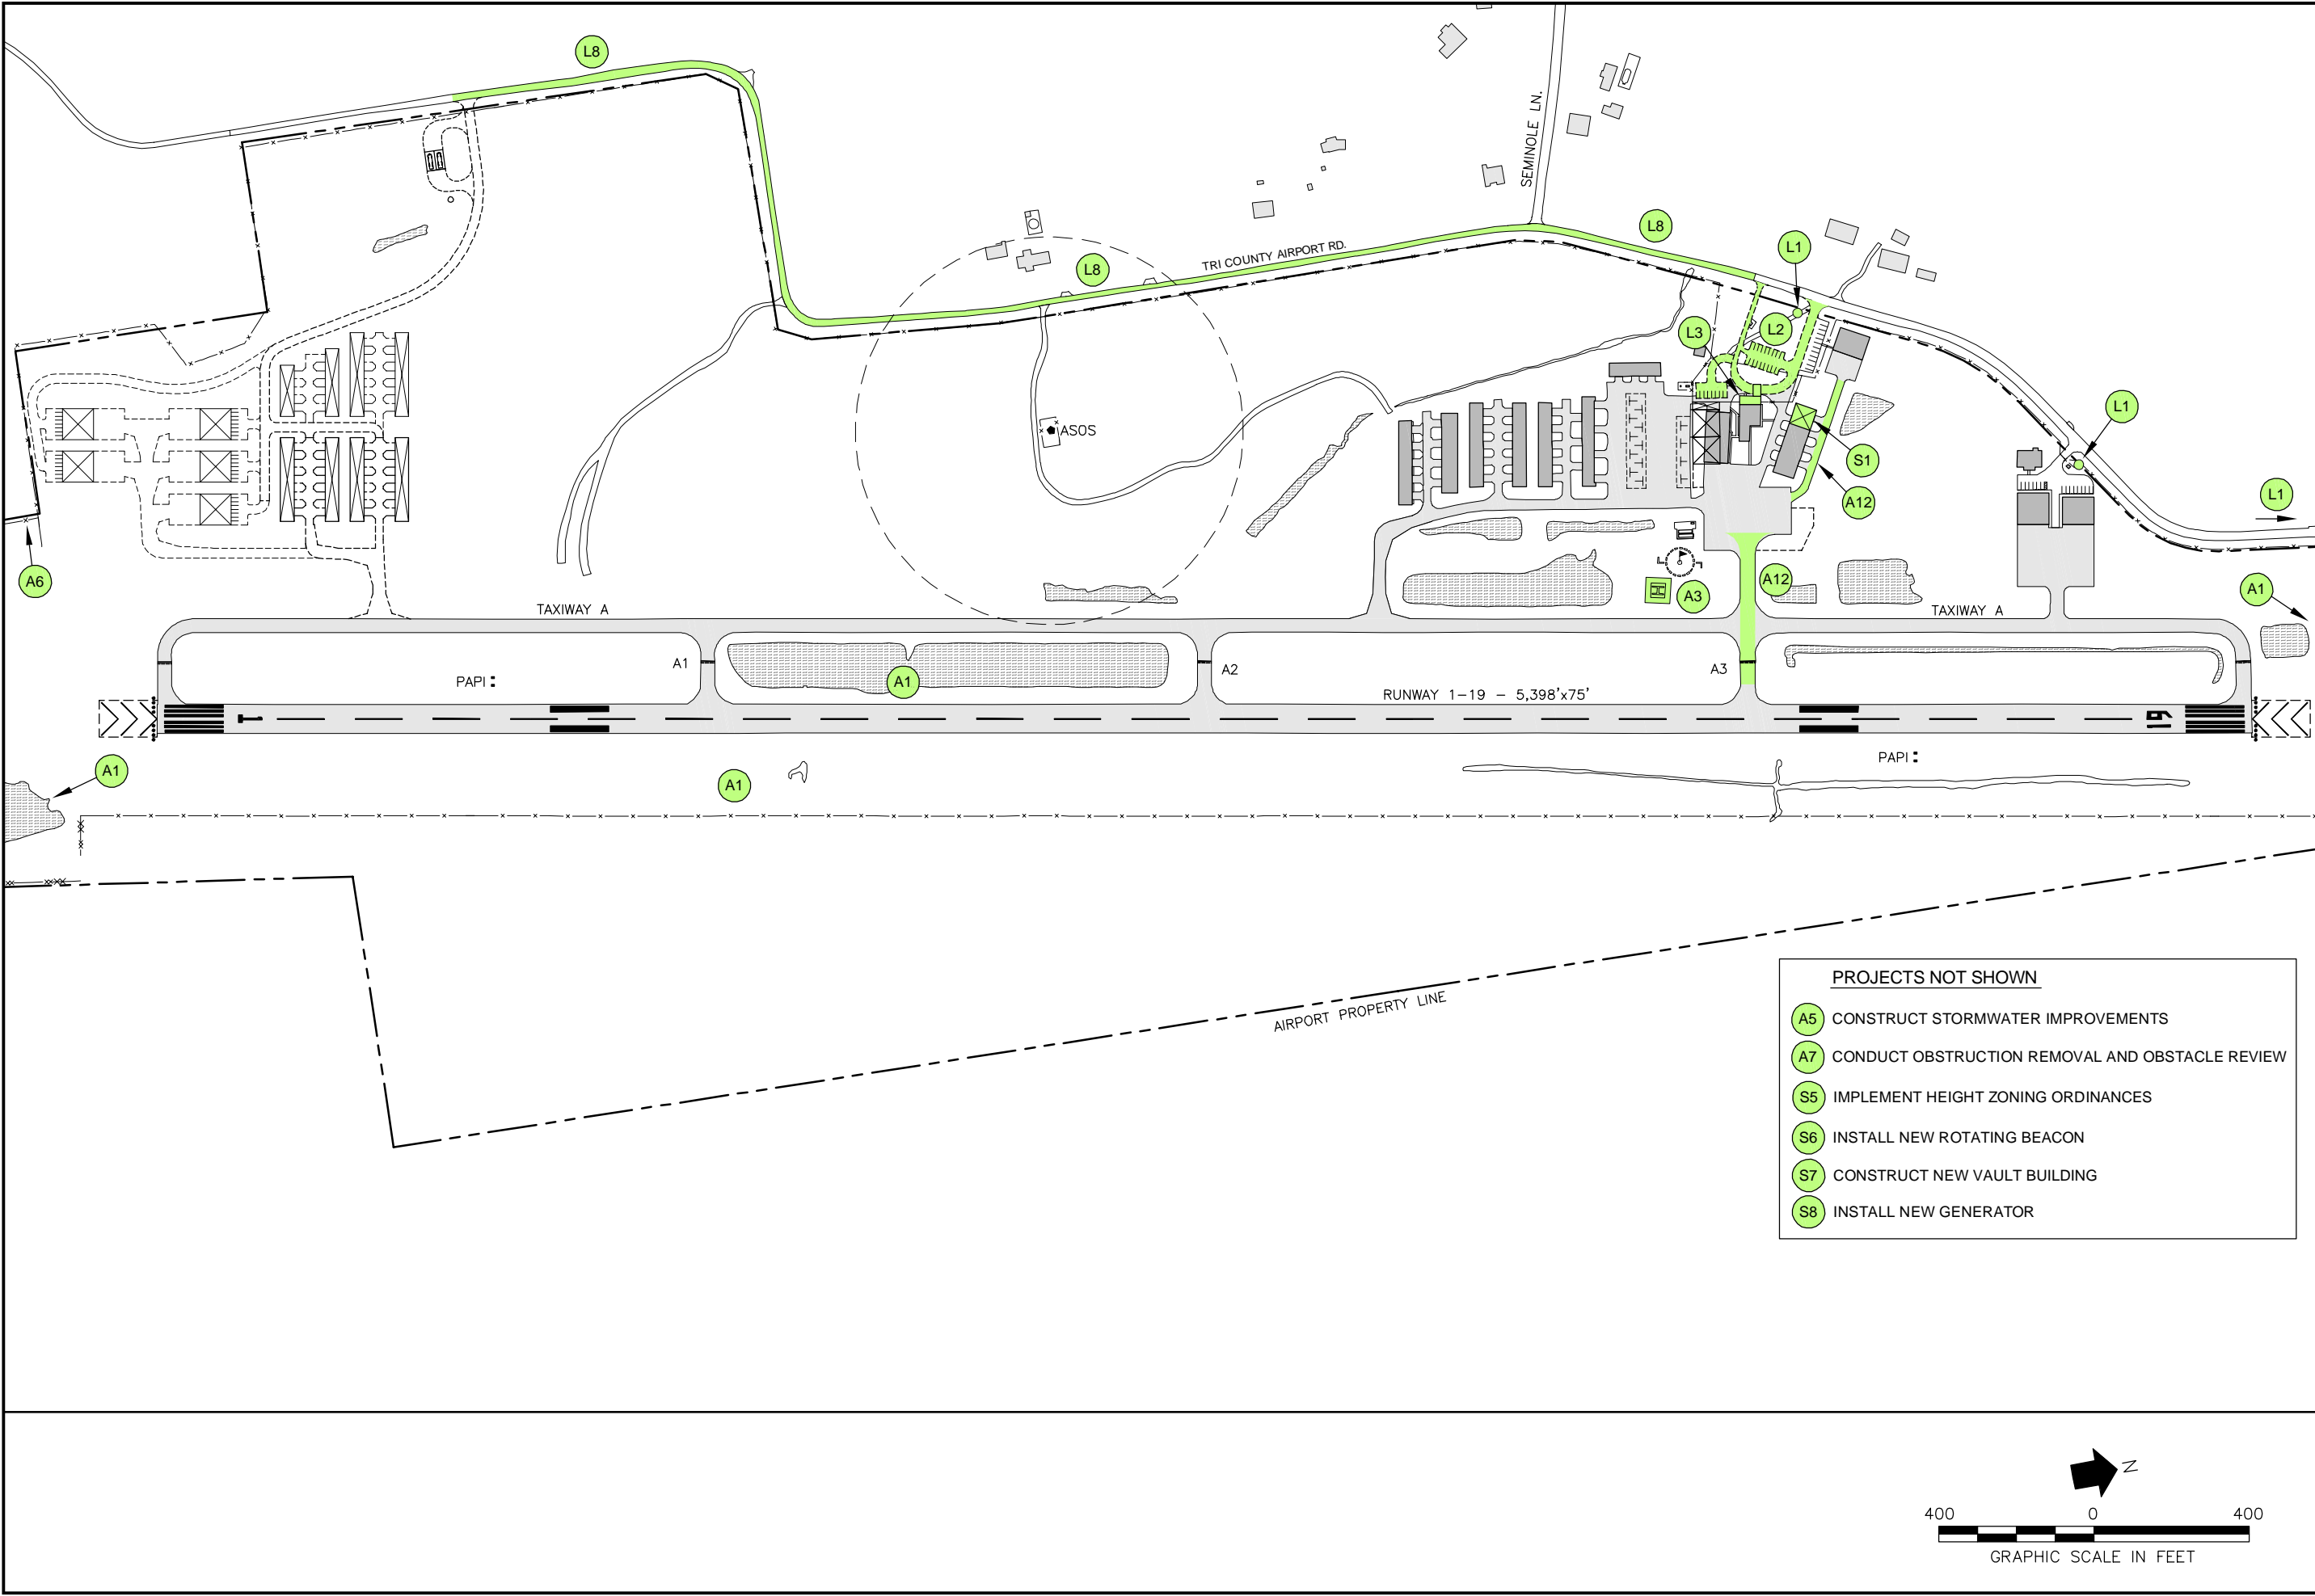 L8
SEMINOLE LN.
L8
L1
L8
TRI COUNTY AIRPORT RD.
L2
L3
L1
ASOS
S1
L1
A12
A6
A12
A3
A1
TAXIWAY A
TAXIWAY A
A1
A2
A3
PAPI
A1
RUNWAY 1-19 - 5,398'x75'
1
19
PAPI
A1
A1
AIRPORT PROPERTY LINE
PROJECTS NOT SHOWN
A5 CONSTRUCT STORMWATER IMPROVEMENTS
A7 CONDUCT OBSTRUCTION REMOVAL AND OBSTACLE REVIEW
S5 IMPLEMENT HEIGHT ZONING ORDINANCES
S6 INSTALL NEW ROTATING BEACON
S7 CONSTRUCT NEW VAULT BUILDING
S8 INSTALL NEW GENERATOR
N
400 0 400
GRAPHIC SCALE IN FEET